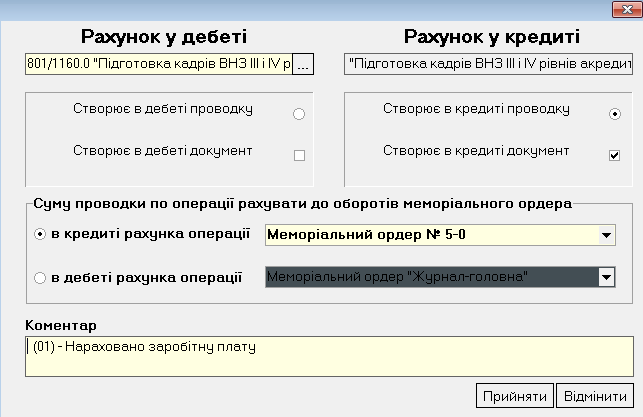 Рахунок у дебеті
Рахунок у кредиті
801/1160.0 "Підготовка кадрів ВНЗ III і IV р
...
"Підготовка кадрів ВНЗ III і IV рівнів акредит
Створює в дебеті проводку
Створює в кредиті проводку
Створює в дебеті документ
Створює в кредиті документ
Суму проводки по операції рахувати до оборотів меморіального ордера
в кредиті рахунка операції
Меморіальний ордер № 5-0
в дебеті рахунка операції
Меморіальний ордер "Журнал-головна"
Коментар
(01) - Нараховано заробітну плату
Прийняти
Відмінити